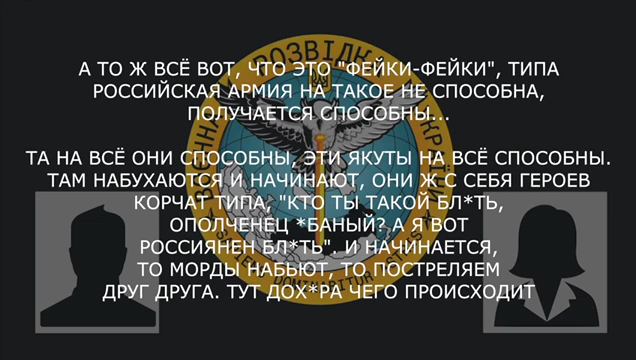 А ТО Ж ВСЁ ВОТ, ЧТО ЭТО "ФЕЙКИ-ФЕЙКИ", ТИПА
РОССИЙСКАЯ АРМИЯ НА ТАКОЕ НЕ СПОСОБНА,
ПОЛУЧАЕТСЯ СПОСОБНЫ...
ТА НА ВСЁ ОНИ СПОСОБНЫ, ЭТИ ЯКУТЫ НА ВСЁ СПОСОБНЫ.
ТАМ НАБУХАЮТСЯ И НАЧИНАЮТ, ОНИ Ж С СЕБЯ ГЕРОЕВ
КОРЧАТ ТИПА, "КТО ТЫ ТАКОЙ БЛ*ТЬ,
ОПОЛЧЕНЕЦ *БАНЫЙ? А Я ВОТ
РОССИЯНЕН БЛ*ТЬ". И НАЧИНАЕТСЯ,
ТО МОРДЫ НАБЬЮТ, ТО ПОСТРЕЛЯЕМ
ДРУГ ДРУГА. ТУТ ДОХ*РА ЧЕГО ПРОИСХОДИТ